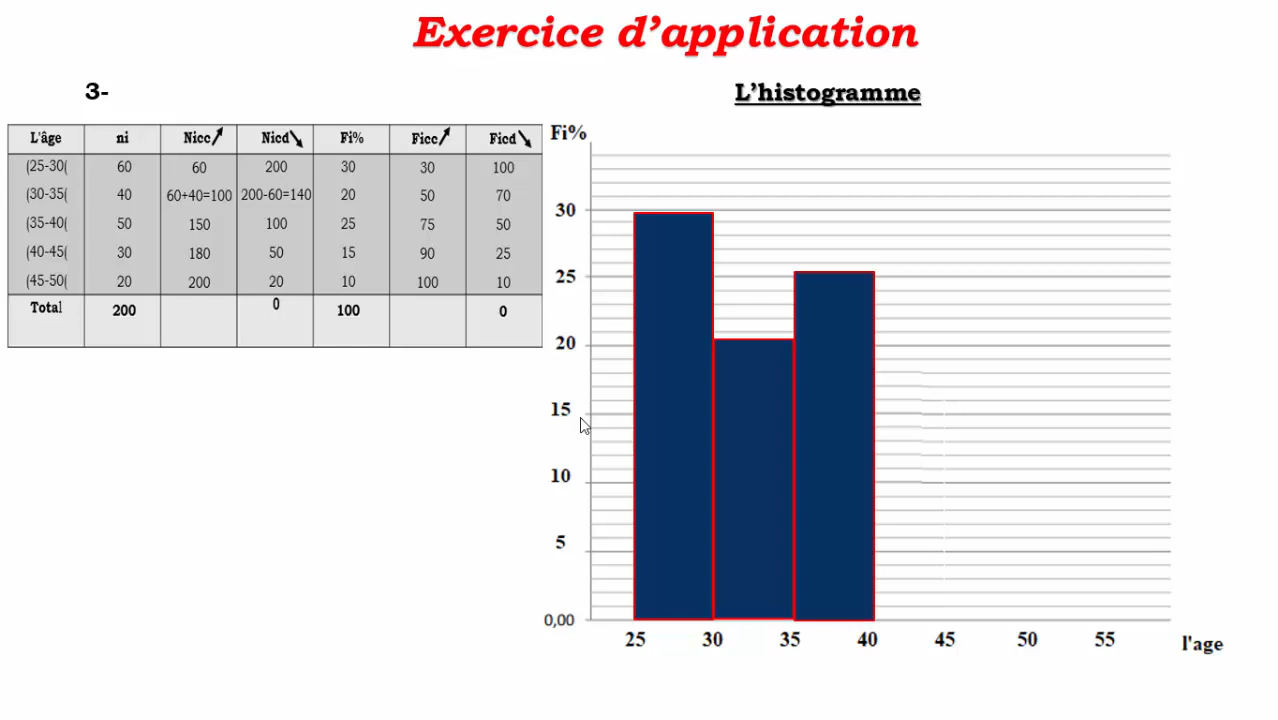 Exercice d’application
3-
L’histogramme
L'âge ni Nicc Nicd Fi% Ficc Ficd
(25-30( 60 60 200 30 30 100
(30-35( 40 60+40=100 200-60=140 20 50 70
(35-40( 50 150 100 25 75 50
(40-45( 30 180 50 15 90 25
(45-50( 20 200 20 10 100 10
Total 200 0 100 0
Fi%
30
25
20
15
10
5
0,00
25 30 35 40 45 50 55 l'age